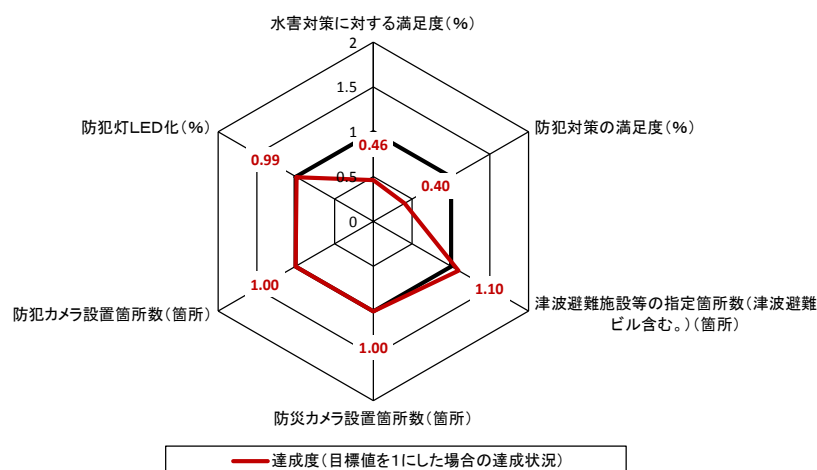 水害対策に対する満足度(%)
2
1.5
防犯灯LED化(%)
防犯対策の満足度(%)
1
0.99
0.46
0.40
0.5
0
防犯カメラ設置箇所数(箇所)
1.00
1.10
津波避難施設等の指定箇所数(津波避難
ビル含む。)(箇所)
1.00
防災カメラ設置箇所数(箇所)
達成度(目標値を1にした場合の達成状況)